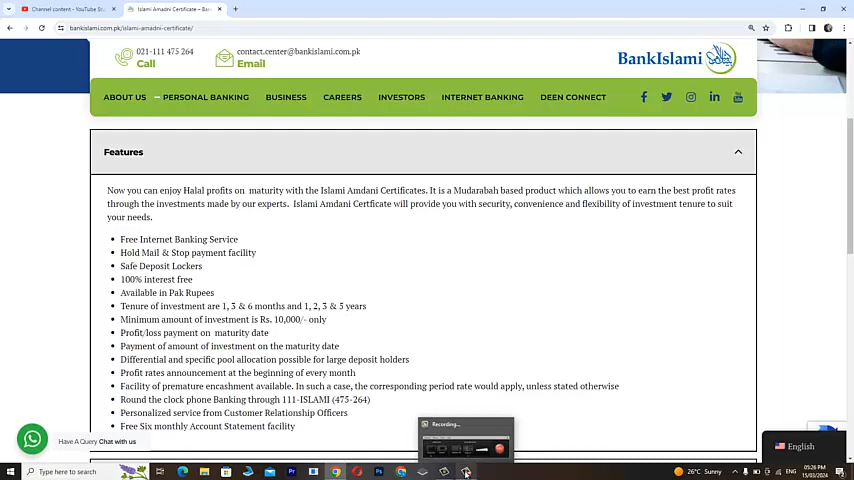 Channel content - YouTube St
Islami Amadni Certificate – Ban
bankislami.com.pk/islami-amadni-certificate/
021-111 475 264
Call
contact.center@bankislami.com.pk
Email
BankIslami
ABOUT US
PERSONAL BANKING
BUSINESS
CAREERS
INVESTORS
INTERNET BANKING
DEEN CONNECT
Features
Now you can enjoy Halal profits on maturity with the Islami Amdani Certificates. It is a Mudarabah based product which allows you to earn the best profit rates
through the investments made by our experts. Islami Amdani Certficate will provide you with security, convenience and flexibility of investment tenure to suit
your needs.
Free Internet Banking Service
Hold Mail & Stop payment facility
Safe Deposit Lockers
100% interest free
Available in Pak Rupees
Tenure of investment are 1, 3 & 6 months and 1, 2, 3 & 5 years
Minimum amount of investment is Rs. 10,000/- only
Profit/loss payment on maturity date
Payment of amount of investment on the maturity date
Differential and specific pool allocation possible for large deposit holders
Profit rates announcement at the beginning of every month
Facility of premature encashment available. In such a case, the corresponding period rate would apply, unless stated otherwise
Round the clock phone Banking through 111-ISLAMI (475-264)
Personalized service from Customer Relationship Officers
Free Six monthly Account Statement facility
Have A Query Chat with us
Recording...
English
Type here to search
26°C Sunny
ENG
05:26 PM
15/03/2024